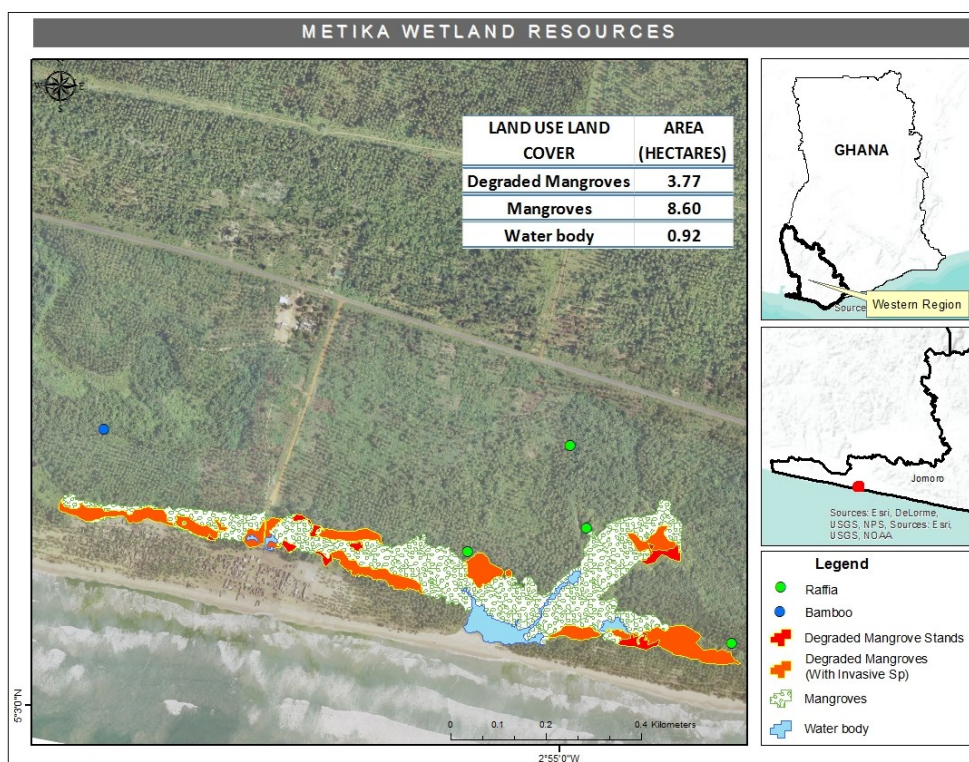 METIKA WETLAND RESOURCES
N
W
E
S
LAND USE LAND COVER
AREA (HECTARES)
Degraded Mangroves 3.77
Mangroves 8.60
Water body 0.92
GHANA
Western Region
Source
Jomoro
Sources: Esri, DeLorme,
USGS, NPS, Sources: Esri,
USGS, NOAA
Legend
Raffia
Bamboo
Degraded Mangrove Stands
Degraded Mangroves
(With Invasive Sp)
Mangroves
Water body
5°3'0"N
0 0.1 0.2 0.4 Kilometers
2°55'0"W